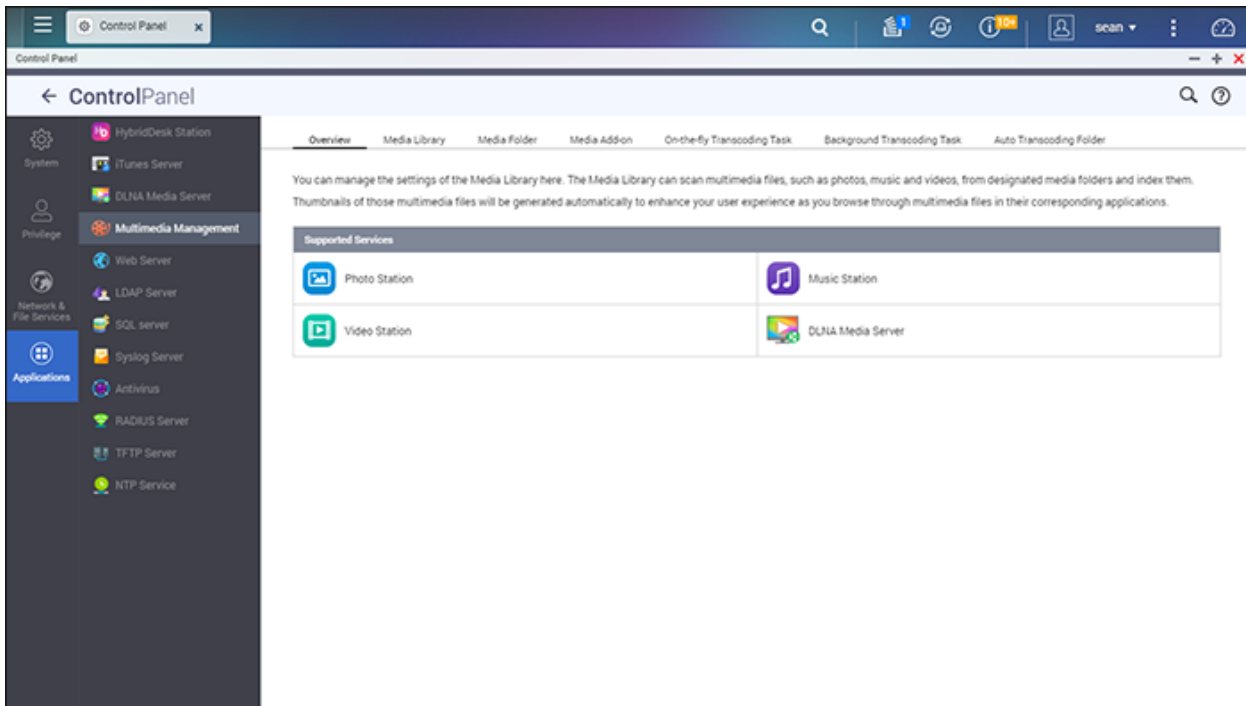 Control Panel
1
10+
sean
Control Panel
ControlPanel
System
Privilege
Network &
File Services
Applications
HybridDesk Station
iTunes Server
DLNA Media Server
Multimedia Management
Web Server
LDAP Server
SQL server
Syslog Server
Antivirus
RADIUS Server
TFTP Server
NTP Service
Overview Media Library Media Folder Media Add-on On-the-fly Transcoding Task Background Transcoding Task Auto Transcoding Folder
You can manage the settings of the Media Library here. The Media Library can scan multimedia files, such as photos, music and videos, from designated media folders and index them.
Thumbnails of those multimedia files will be generated automatically to enhance your user experience as you browse through multimedia files in their corresponding applications.
Supported Services
Photo Station Music Station
Video Station DLNA Media Server